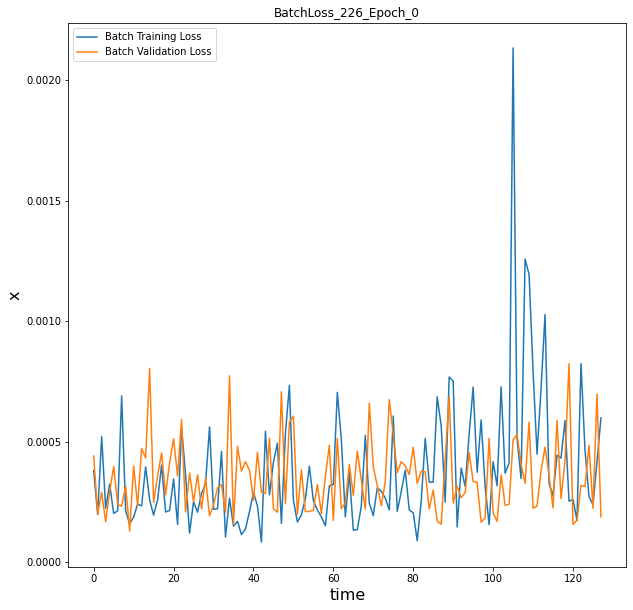 BatchLoss_226_Epoch_0
Batch Training Loss
Batch Validation Loss
0.0020
0.0015
0.0010
0.0005
0.0000
x
0 20 40 60 80 100 120
time